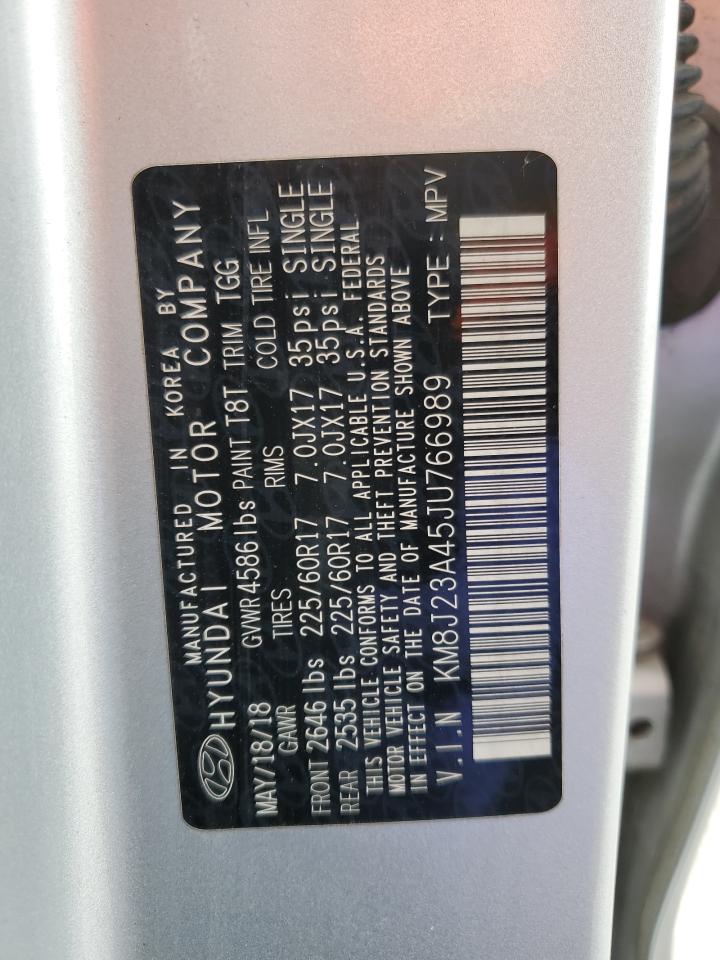 MANUFACTURED IN KOREA BY
HYUNDAI MOTOR COMPANY
MAY/18/18 GVWR 4586 lbs PAINT T8T TRIM TGG
GAWR TIRES RIMS COLD TIRE INFL
FRONT 2646 lbs 225/60R17 7.0JX17 35psi SINGLE
REAR 2535 lbs 225/60R17 7.0JX17 35psi SINGLE
THIS VEHICLE CONFORMS TO ALL APPLICABLE U.S.A. FEDERAL
MOTOR VEHICLE SAFETY AND THEFT PREVENTION STANDARDS
IN EFFECT ON THE DATE OF MANUFACTURE SHOWN ABOVE
V.I.N KM8J23A45JU766989 TYPE : MPV